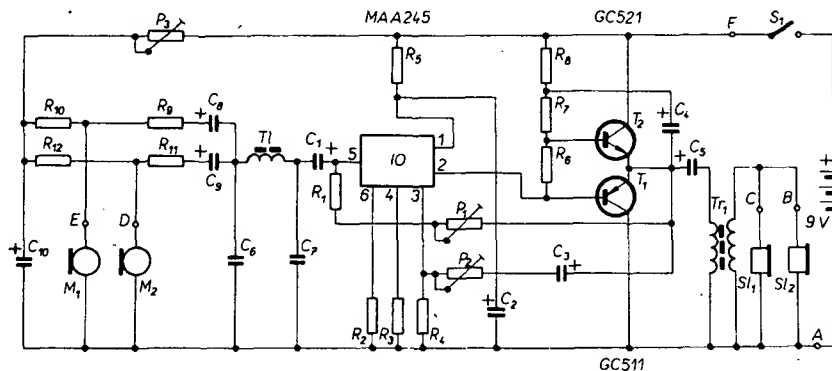 MAA245 GC521
P3 F S1
R5 R8
R10 R9 C8 R7 C4
T2
R12 R11 C9 Tl C1 5 IO 1 2 R6 C5
R1 6 4 3 T1
E D P1 Tr1 C B 9 V
C10 M1 M2 C6 C7 P2 C3 Sl1 Sl2
R2 R3 R4 C2
A
GC511